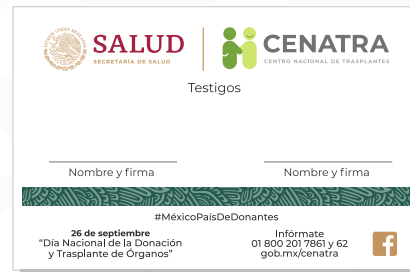 SALUD
SECRETARÍA DE SALUD
CENATRA
CENTRO NACIONAL DE TRASPLANTES
Testigos
Nombre y firma
Nombre y firma
#MéxicoPaísDeDonantes
26 de septiembre
"Día Nacional de la Donación
y Trasplante de Órganos"
Infórmate
01 800 201 7861 y 62
gob.mx/cenatra